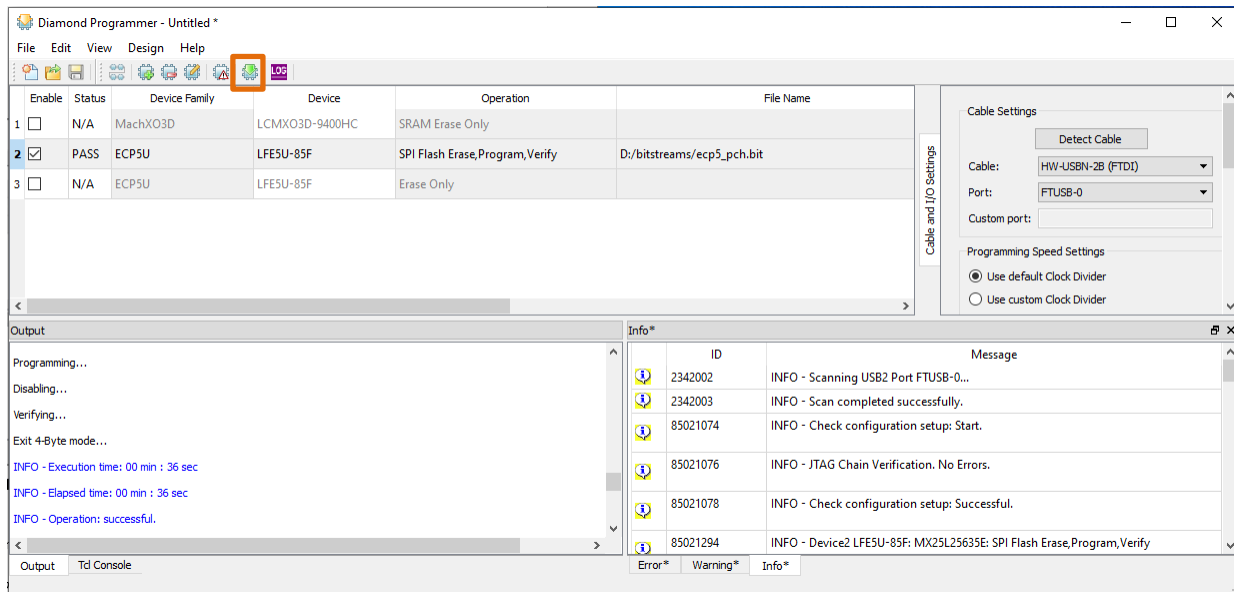 Diamond Programmer - Untitled *
File Edit View Design Help
LOG
Enable Status Device Family Device Operation File Name
1 N/A MachXO3D LCMXO3D-9400HC SRAM Erase Only
2 PASS ECP5U LFE5U-85F SPI Flash Erase,Program,Verify D:/bitstreams/ecp5_pch.bit
3 N/A ECP5U LFE5U-85F Erase Only
Cable and I/O Settings
Cable Settings
Detect Cable
Cable: HW-USBN-2B (FTDI)
Port: FTUSB-0
Custom port:
Programming Speed Settings
Use default Clock Divider
Use custom Clock Divider
Output
Programming...
Disabling...
Verifying...
Exit 4-Byte mode...
INFO - Execution time: 00 min : 36 sec
INFO - Elapsed time: 00 min : 36 sec
INFO - Operation: successful.
Output Tcl Console
Info*
ID Message
2342002 INFO - Scanning USB2 Port FTUSB-0...
2342003 INFO - Scan completed successfully.
85021074 INFO - Check configuration setup: Start.
85021076 INFO - JTAG Chain Verification. No Errors.
85021078 INFO - Check configuration setup: Successful.
85021294 INFO - Device2 LFE5U-85F: MX25L25635E: SPI Flash Erase,Program,Verify
Error* Warning* Info*